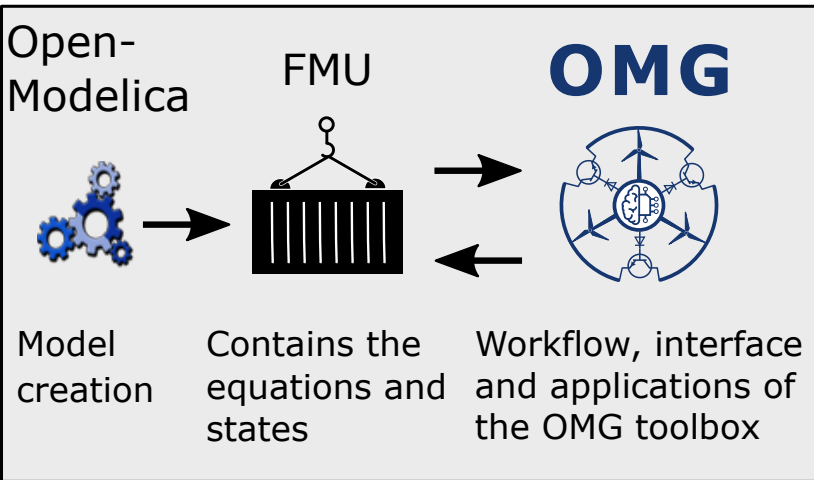 Open-
Modelica
FMU
OMG
Model
creation
Contains the
equations and
states
Workflow, interface
and applications of
the OMG toolbox